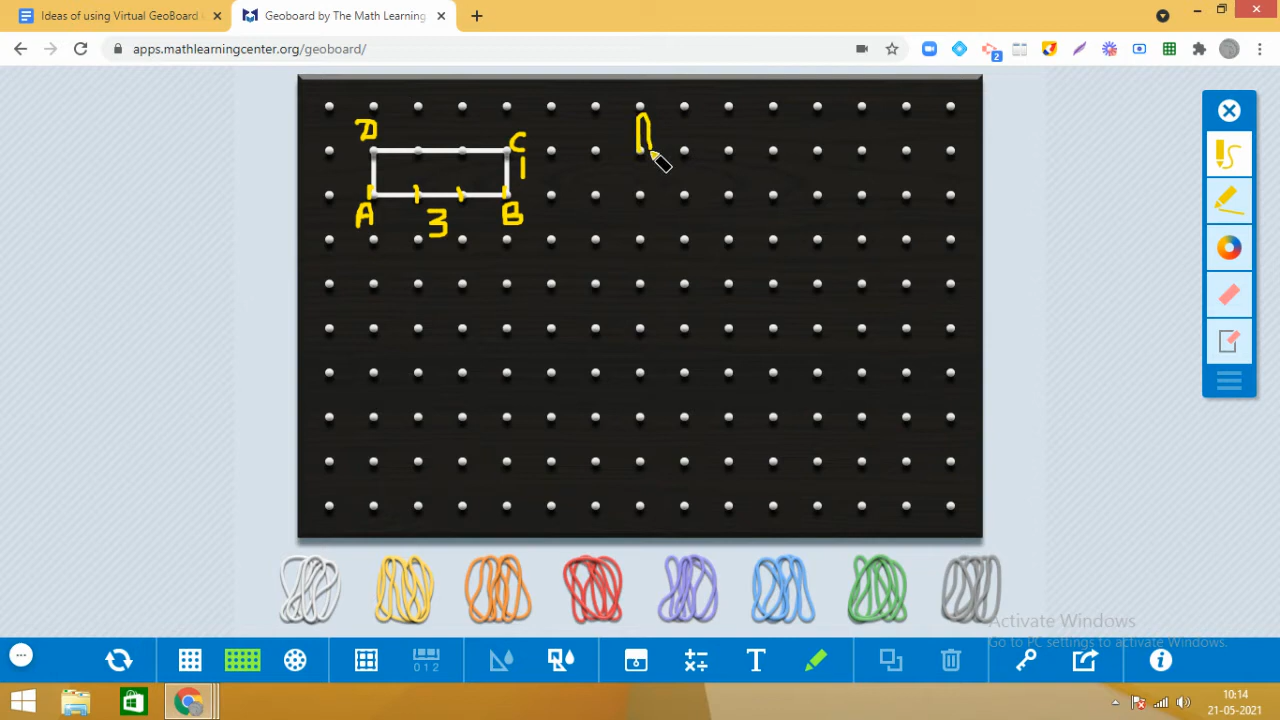 Ideas of using Virtual GeoBoard
Geoboard by The Math Learning
apps.mathlearningcenter.org/geoboard/
2
D
C
1
A
3
B
Activate Windows
Go to PC settings to activate Windows.
0 1 2
T
10:14
21-05-2021